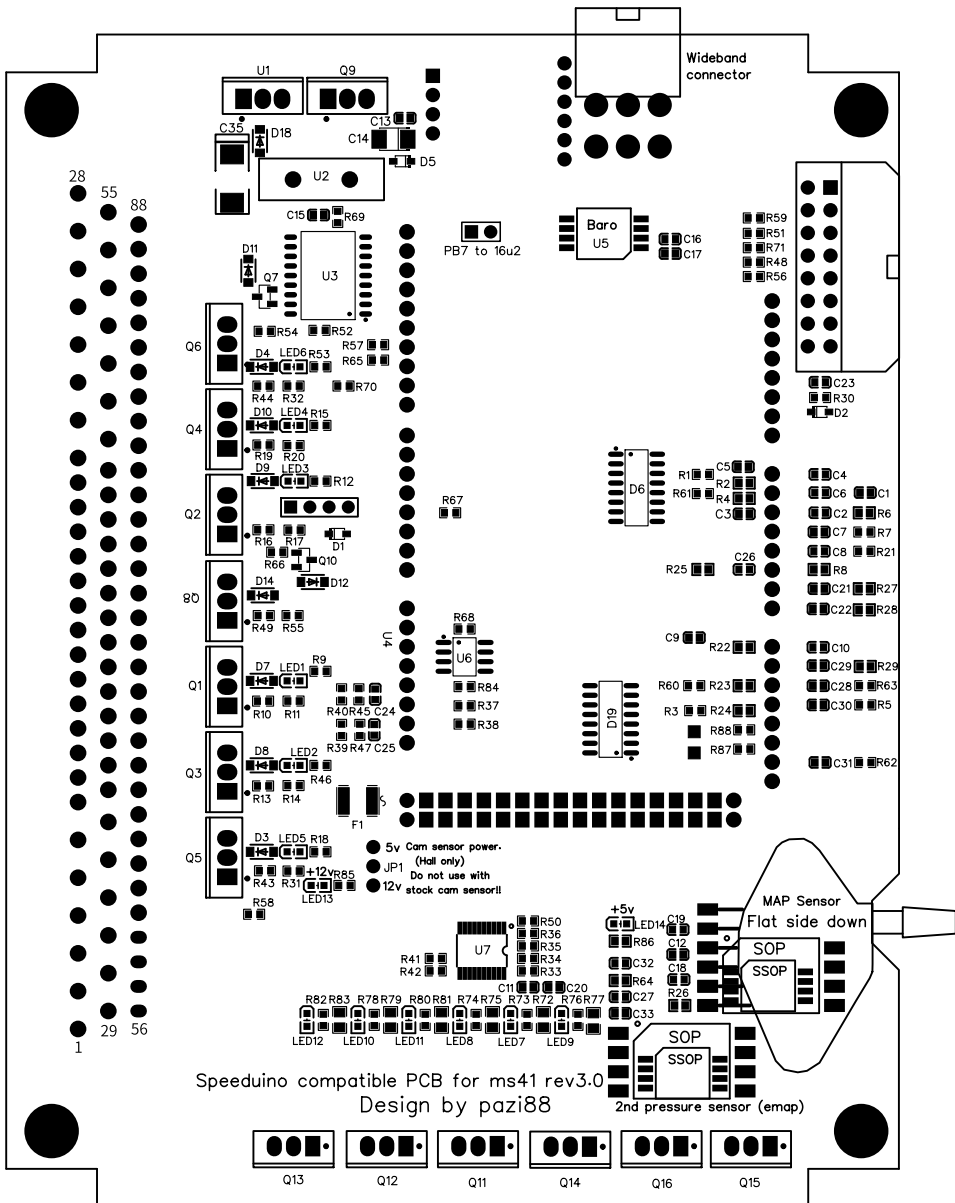 U1
Q9
Wideband
connector
C35
D18
C13
C14
D5
U2
28
55
88
C15
R69
PB7 to 16u2
Baro
U5
C16
C17
R59
R51
R71
R48
R56
D11
Q7
U3
R54
R52
R57
R65
Q6
D4
LED6
R53
R44
R32
R70
C23
R30
D2
Q4
D10
LED4
R15
R19
R20
D9
LED3
R12
Q2
R16
R17
D1
R66
Q10
D12
R67
D6
R1
R61
C5
R2
R4
C3
R25
C26
C4
C6
C1
C2
R6
C7
R7
C8
R21
R8
C21
R27
C22
R28
Q8
D14
R49
R55
U4
R68
U6
R84
R37
R38
C9
R22
R60
R23
R3
R24
R88
R87
D19
C10
C29
R29
C28
R63
C30
R5
C31
R62
Q1
D7
LED1
R9
R10
R11
R40
R45
C24
R39
R47
C25
Q3
D8
LED2
R46
R13
R14
F1
Q5
D3
LED5
R18
R43
R31
+12v
R85
LED13
R58
5v
JP1
12v
Cam sensor power.
(Hall only)
Do not use with
stock cam sensor!!
MAP Sensor
Flat side down
SOP
SSOP
+5v
LED14
C19
R86
C12
C32
C18
R64
R26
C27
C33
U7
R50
R36
R35
R34
R33
R41
R42
C11
C20
R82
R83
R78
R79
R80
R81
R74
R75
R73
R72
R76
R77
LED12
LED10
LED11
LED8
LED7
LED9
1
29
56
SOP
SSOP
Speeduino compatible PCB for ms41 rev3.0
Design by pazi88
2nd pressure sensor (emap)
Q13
Q12
Q11
Q14
Q16
Q15